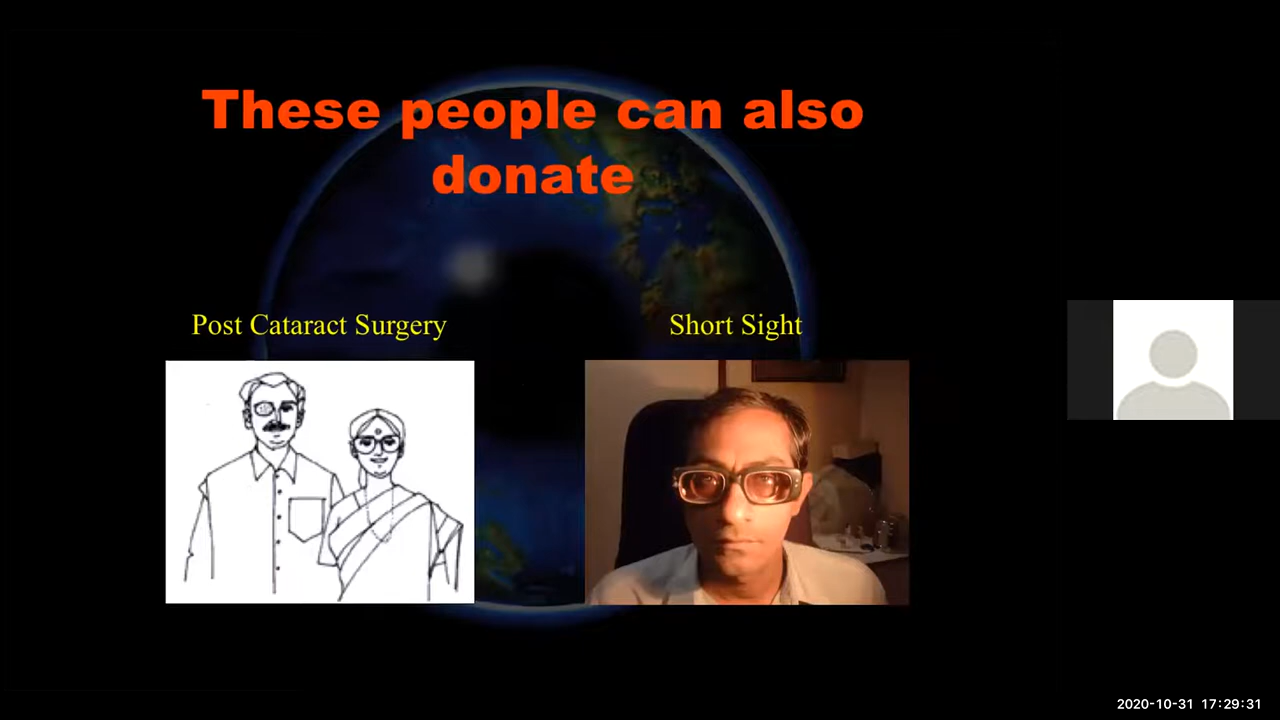 These people can also
donate
Post Cataract Surgery
Short Sight
2020-10-31 17:29:31